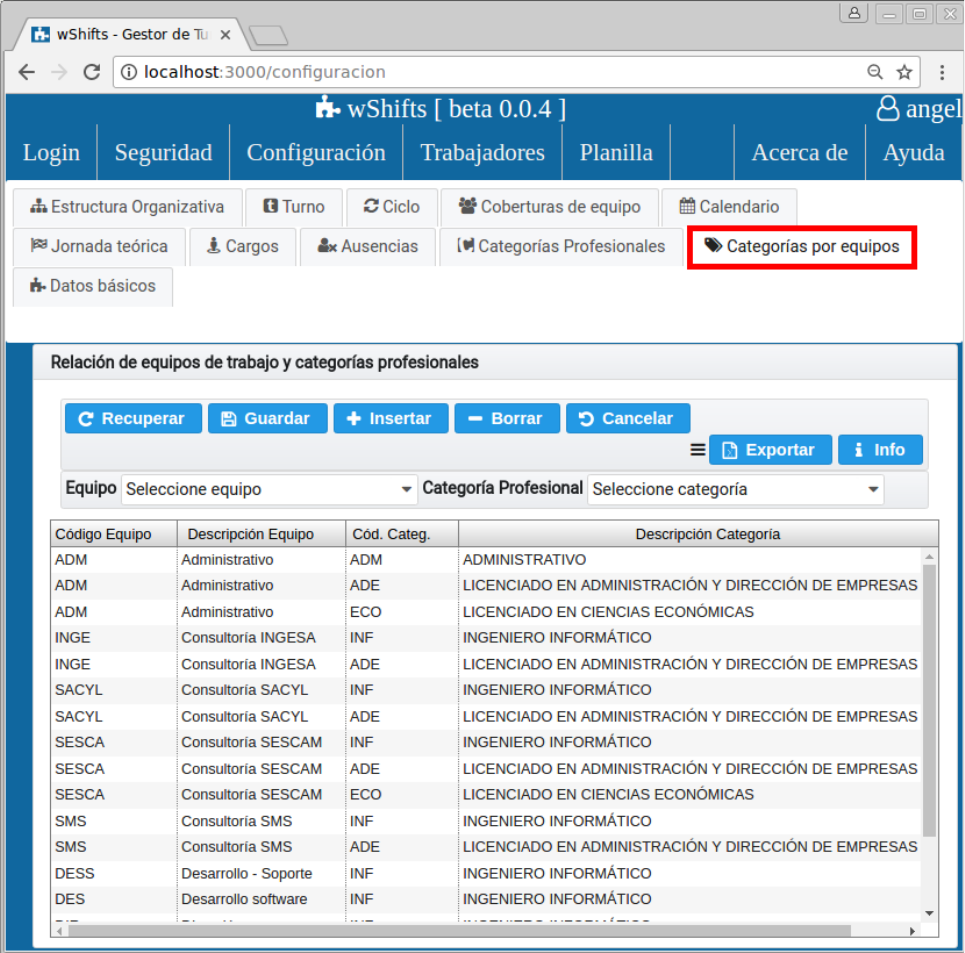 wShifts - Gestor de Tu
localhost:3000/configuracion
wShifts [ beta 0.0.4 ] angel
Login Seguridad Configuración Trabajadores Planilla Acerca de Ayuda
Estructura Organizativa Turno Ciclo Coberturas de equipo Calendario
Jornada teórica Cargos Ausencias Categorías Profesionales Categorías por equipos
Datos básicos
Relación de equipos de trabajo y categorías profesionales
Recuperar Guardar Insertar Borrar Cancelar
Exportar Info
Equipo Seleccione equipo Categoría Profesional Seleccione categoría
Código Equipo Descripción Equipo Cód. Categ. Descripción Categoría
ADM Administrativo ADM ADMINISTRATIVO
ADM Administrativo ADE LICENCIADO EN ADMINISTRACIÓN Y DIRECCIÓN DE EMPRESAS
ADM Administrativo ECO LICENCIADO EN CIENCIAS ECONÓMICAS
INGE Consultoría INGESA INF INGENIERO INFORMÁTICO
INGE Consultoría INGESA ADE LICENCIADO EN ADMINISTRACIÓN Y DIRECCIÓN DE EMPRESAS
SACYL Consultoría SACYL INF INGENIERO INFORMÁTICO
SACYL Consultoría SACYL ADE LICENCIADO EN ADMINISTRACIÓN Y DIRECCIÓN DE EMPRESAS
SESCA Consultoría SESCAM INF INGENIERO INFORMÁTICO
SESCA Consultoría SESCAM ADE LICENCIADO EN ADMINISTRACIÓN Y DIRECCIÓN DE EMPRESAS
SESCA Consultoría SESCAM ECO LICENCIADO EN CIENCIAS ECONÓMICAS
SMS Consultoría SMS INF INGENIERO INFORMÁTICO
SMS Consultoría SMS ADE LICENCIADO EN ADMINISTRACIÓN Y DIRECCIÓN DE EMPRESAS
DESS Desarrollo - Soporte INF INGENIERO INFORMÁTICO
DES Desarrollo software INF INGENIERO INFORMÁTICO